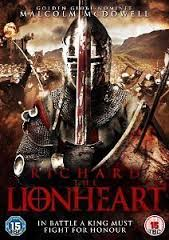 GOLDEN GLOBE NOMINEE
MALCOLM McDOWELL
RICHARD
THE
LIONHEART
IN BATTLE A KING MUST
FIGHT FOR HONOUR
15
15